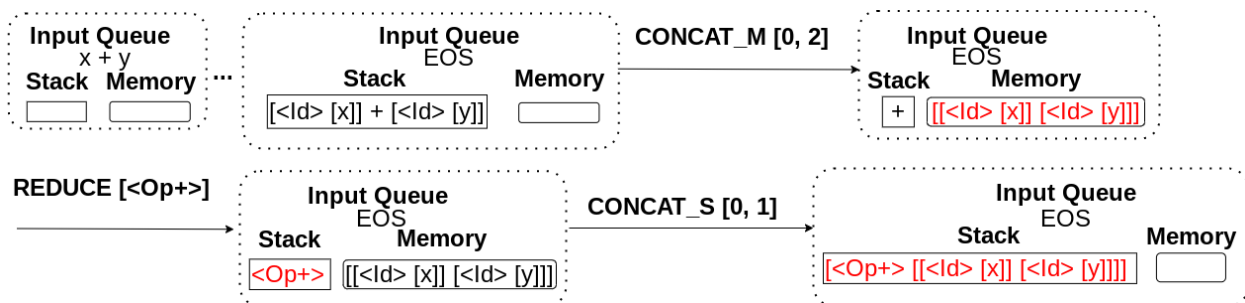 Input Queue
x + y
Stack Memory
...
Input Queue
EOS
Stack Memory
[<Id> [x]] + [<Id> [y]]
CONCAT_M [0, 2]
Input Queue
EOS
Stack Memory
+ [[<Id> [x]] [<Id> [y]]]
REDUCE [<Op+>]
Input Queue
EOS
Stack Memory
<Op+> [[<Id> [x]] [<Id> [y]]]
CONCAT_S [0, 1]
Input Queue
EOS
Stack Memory
[<Op+> [[<Id> [x]] [<Id> [y]]]]